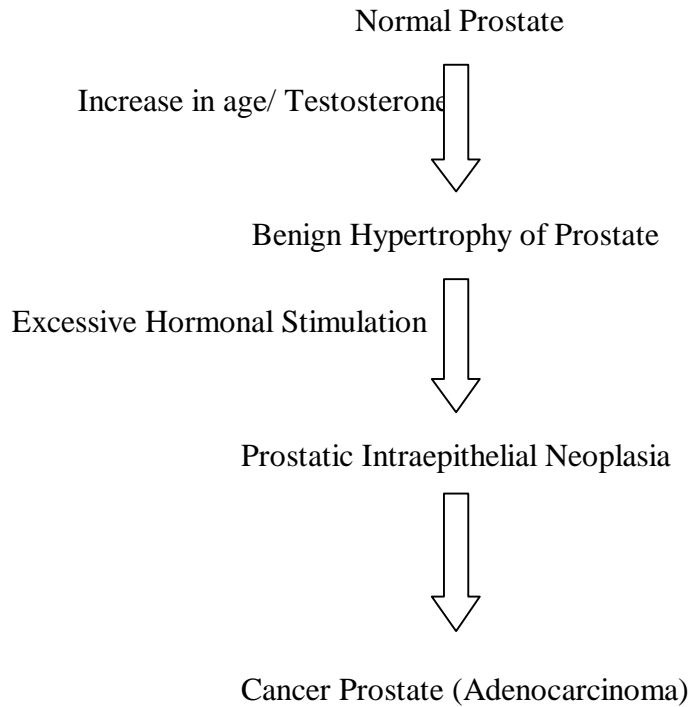 Normal Prostate
Increase in age/ Testosterone
Benign Hypertrophy of Prostate
Excessive Hormonal Stimulation
Prostatic Intraepithelial Neoplasia
Cancer Prostate (Adenocarcinoma)